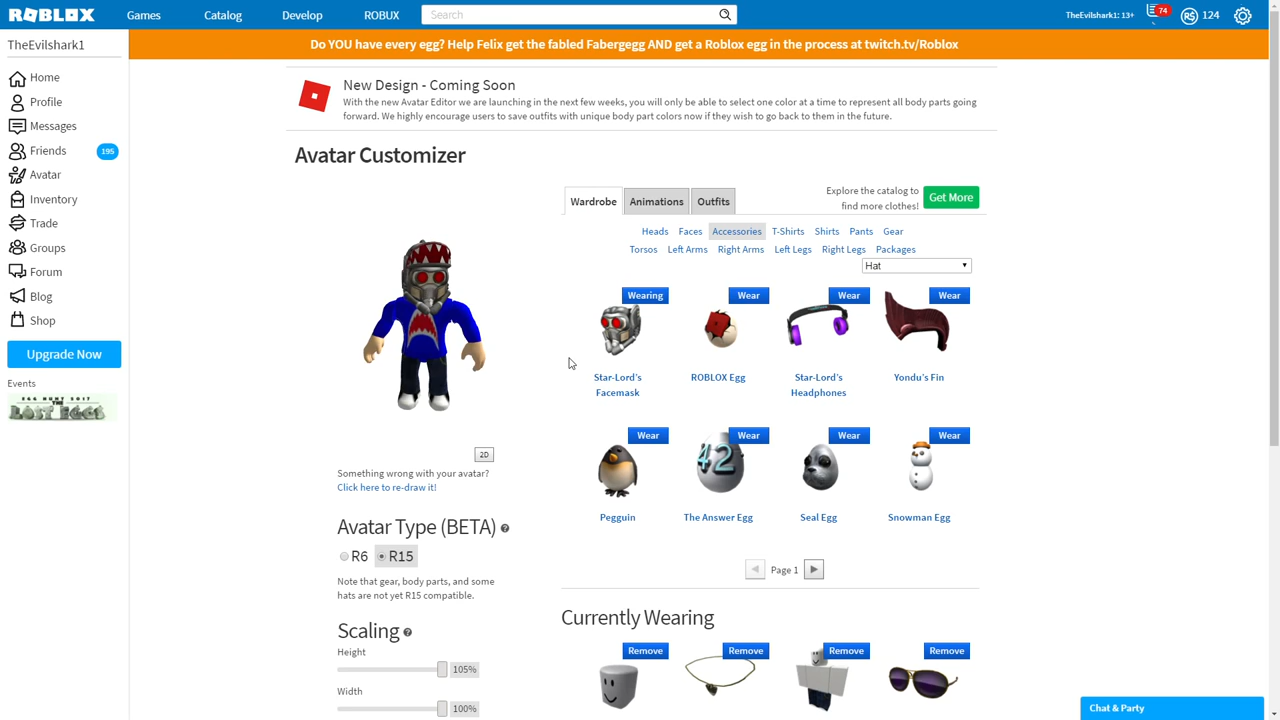 ROBLOX
Games
Catalog
Develop
ROBUX
Search
TheEvilshark1: 13+
74
R$
124
TheEvilshark1
Home
Profile
Messages
Friends
195
Avatar
Inventory
Trade
Groups
Forum
Blog
Shop
Upgrade Now
Events
EGG HUNT 2017
THE
LOST EGGS
Do YOU have every egg? Help Felix get the fabled Fabergegg AND get a Roblox egg in the process at twitch.tv/Roblox
New Design - Coming Soon
With the new Avatar Editor we are launching in the next few weeks, you will only be able to select one color at a time to represent all body parts going
forward. We highly encourage users to save outfits with unique body part colors now if they wish to go back to them in the future.
Avatar Customizer
2D
Something wrong with your avatar?
Click here to re-draw it!
Avatar Type (BETA) ?
R6
R15
Note that gear, body parts, and some
hats are not yet R15 compatible.
Scaling ?
Height
105%
Width
100%
Wardrobe
Animations
Outfits
Explore the catalog to
find more clothes!
Get More
Heads Faces Accessories T-Shirts Shirts Pants Gear
Torsos Left Arms Right Arms Left Legs Right Legs Packages
Hat
Wearing
Wear
Wear
Wear
Star-Lord's
Facemask
ROBLOX Egg
Star-Lord's
Headphones
Yondu's Fin
Wear
Wear
Wear
Wear
42
Pegguin
The Answer Egg
Seal Egg
Snowman Egg
Page 1
Currently Wearing
Remove
Remove
Remove
Remove
Chat & Party